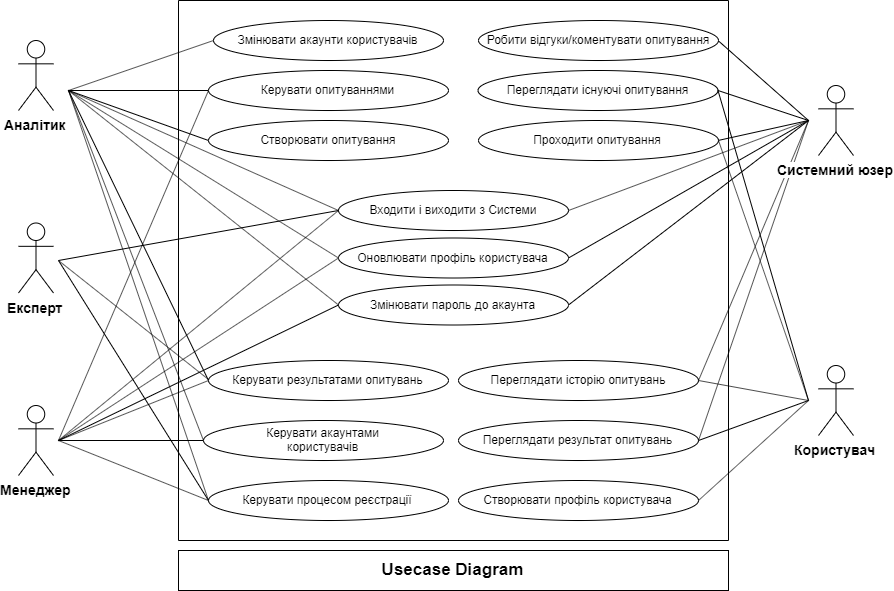 Змінювати акаунти користувачів
Робити відгуки/коментувати опитування
Керувати опитуваннями
Переглядати існуючі опитування
Аналітик
Створювати опитування
Проходити опитування
Системний юзер
Входити і виходити з Системи
Оновлювати профіль користувача
Експерт
Змінювати пароль до акаунта
Керувати результатами опитувань
Переглядати історію опитувань
Керувати акаунтами
користувачів
Переглядати результат опитувань
Користувач
Менеджер
Керувати процесом реєстрації
Створювати профіль користувача
Usecase Diagram